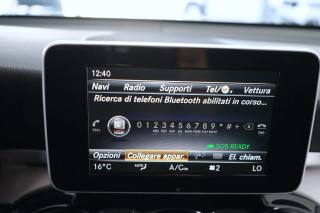 12:40
Navi Radio Supporti Tel/ Vettura
Ricerca di telefoni Bluetooth abilitati in corso...
0 1 2 3 4 5 6 7 8 9 * # +
SOS READY
Opzioni Collegare appar. El. chiam.
16°C A/C 2 LO